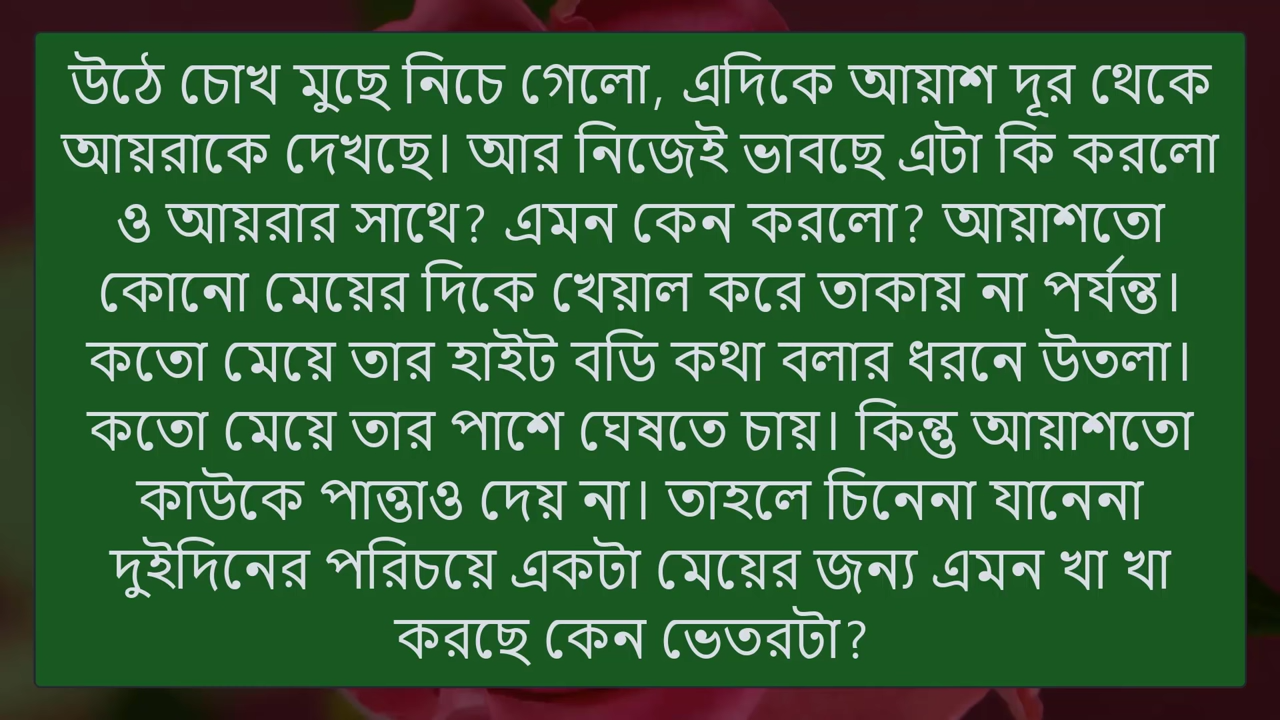 উঠে চোখ মুছে নিচে গেলো, এদিকে আয়াশ দূর থেকে
আয়রাকে দেখছে। আর নিজেই ভাবছে এটা কি করলো
ও আয়রার সাথে? এমন কেন করলো? আয়াশতো
কোনো মেয়ের দিকে খেয়াল করে তাকায় না পর্যন্ত।
কতো মেয়ে তার হাইট বডি কথা বলার ধরনে উতলা।
কতো মেয়ে তার পাশে ঘেষতে চায়। কিন্তু আয়াশতো
কাউকে পাত্তাও দেয় না। তাহলে চিনেনা যানেনা
দুইদিনের পরিচয়ে একটা মেয়ের জন্য এমন খা খা
করছে কেন ভেতরটা?